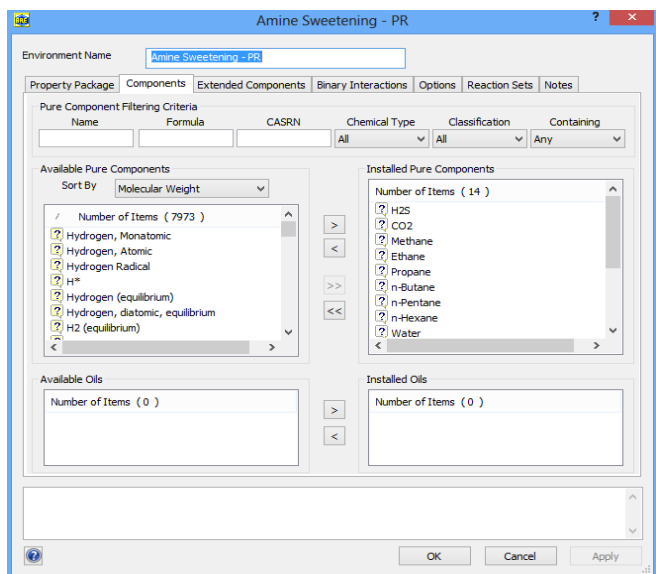 BRE
Amine Sweetening - PR
? ×
Environment Name
Amine Sweetening - PR
Property Package Components Extended Components Binary Interactions Options Reaction Sets Notes
Pure Component Filtering Criteria
Name Formula CASRN Chemical Type Classification Containing
All All Any
Available Pure Components
Sort By Molecular Weight
/ Number of Items ( 7973 )
Hydrogen, Monatomic
Hydrogen, Atomic
Hydrogen Radical
H*
Hydrogen (equilibrium)
Hydrogen, diatomic, equilibrium
H2 (equilibrium)
>
<
>>
<<
Installed Pure Components
Number of Items ( 14 )
H2S
CO2
Methane
Ethane
Propane
n-Butane
n-Pentane
n-Hexane
Water
Available Oils
Number of Items ( 0 )
>
<
Installed Oils
Number of Items ( 0 )
OK Cancel Apply